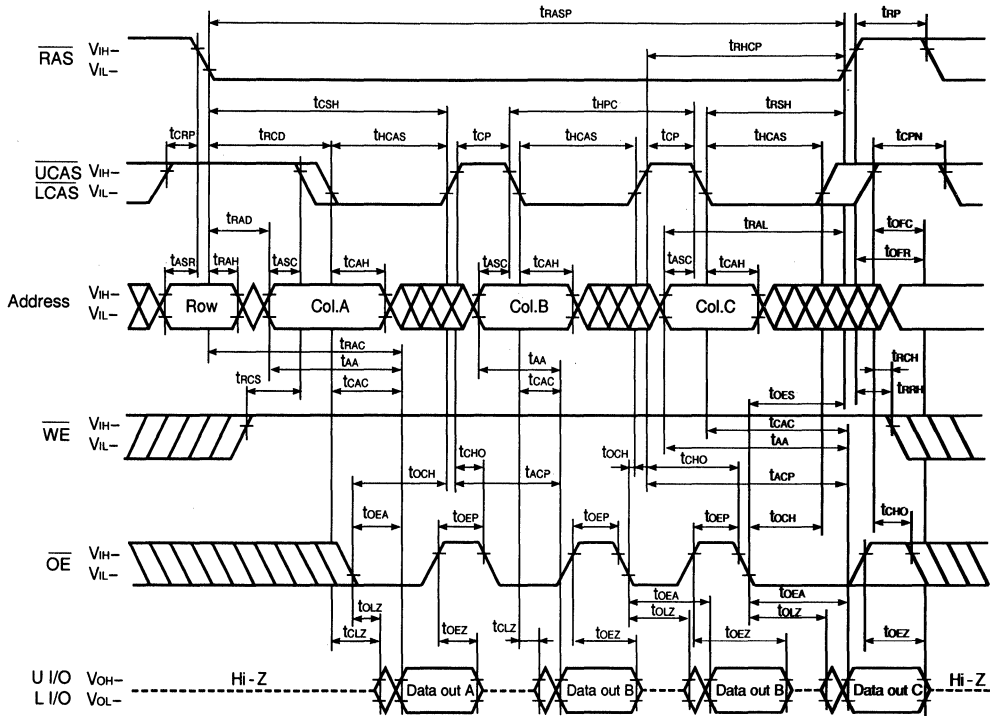 tRASP tRP
RAS VIH– tRHCP
VIL–
tCSH tHPC tRSH
tCRP tRCD tHCAS tCP tHCAS tCP tHCAS tCPN
UCAS VIH–
LCAS VIL–
tRAD tRAL tOFC
tASR tRAH tASC tCAH tASC tCAH tASC tCAH tOFR
Address VIH– Row Col.A Col.B Col.C
VIL–
tRAC
tAA tAA tRCH
tRCS tCAC tCAC tOES tRRH
WE VIH– tCAC
VIL– tAA
tOCH tCHO tACP tOCH tCHO tACP
tOEA tOEP tOEP tOEP tOCH tCHO
OE VIH–
VIL–
tOEA tOEA
tOLZ tOLZ tOLZ
tCLZ tOEZ tCLZ tOEZ tOEZ tOEZ
U I/O VOH– Hi - Z Data out A Data out B Data out B Data out C Hi - Z
L I/O VOL–